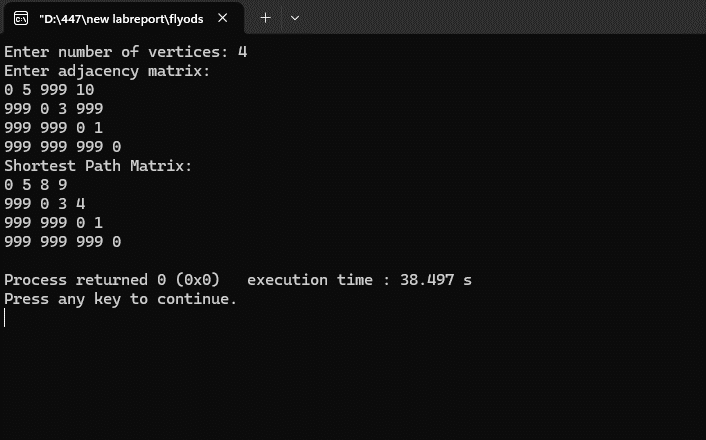 "D:\447\new labreport\flyods
Enter number of vertices: 4
Enter adjacency matrix:
0 5 999 10
999 0 3 999
999 999 0 1
999 999 999 0
Shortest Path Matrix:
0 5 8 9
999 0 3 4
999 999 0 1
999 999 999 0
Process returned 0 (0x0)   execution time : 38.497 s
Press any key to continue.